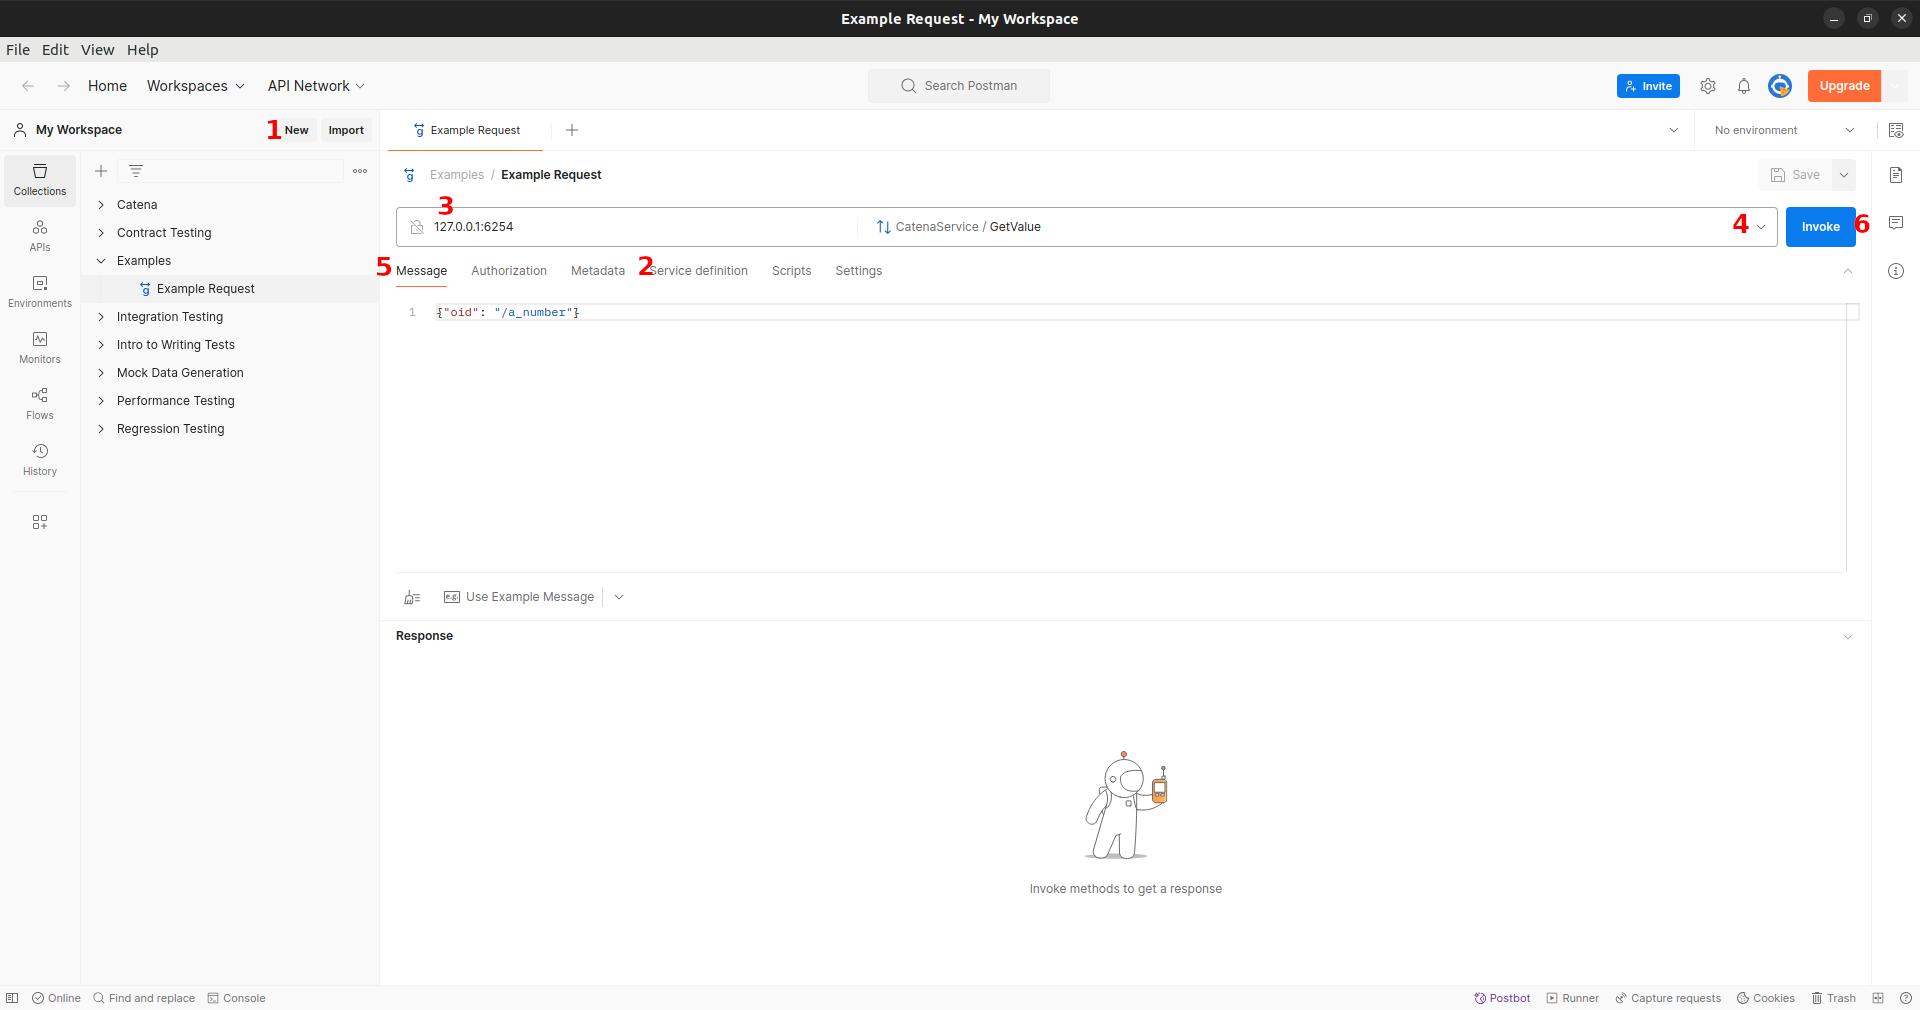 Example Request - My Workspace
File Edit View Help
Home Workspaces API Network Search Postman Invite Upgrade
My Workspace 1 New Import Example Request No environment
Examples / Example Request Save
3
127.0.0.1:6254 CatenaService / GetValue 4 Invoke 6
5 Message Authorization Metadata 2 Service definition Scripts Settings
1 {"oid": "/a_number"}
Collections
APIs
Environments
Monitors
Flows
History
Catena
Contract Testing
Examples
g Example Request
Integration Testing
Intro to Writing Tests
Mock Data Generation
Performance Testing
Regression Testing
e.g. Use Example Message
Response
Invoke methods to get a response
Online Find and replace Console Postbot Runner Capture requests Cookies Trash